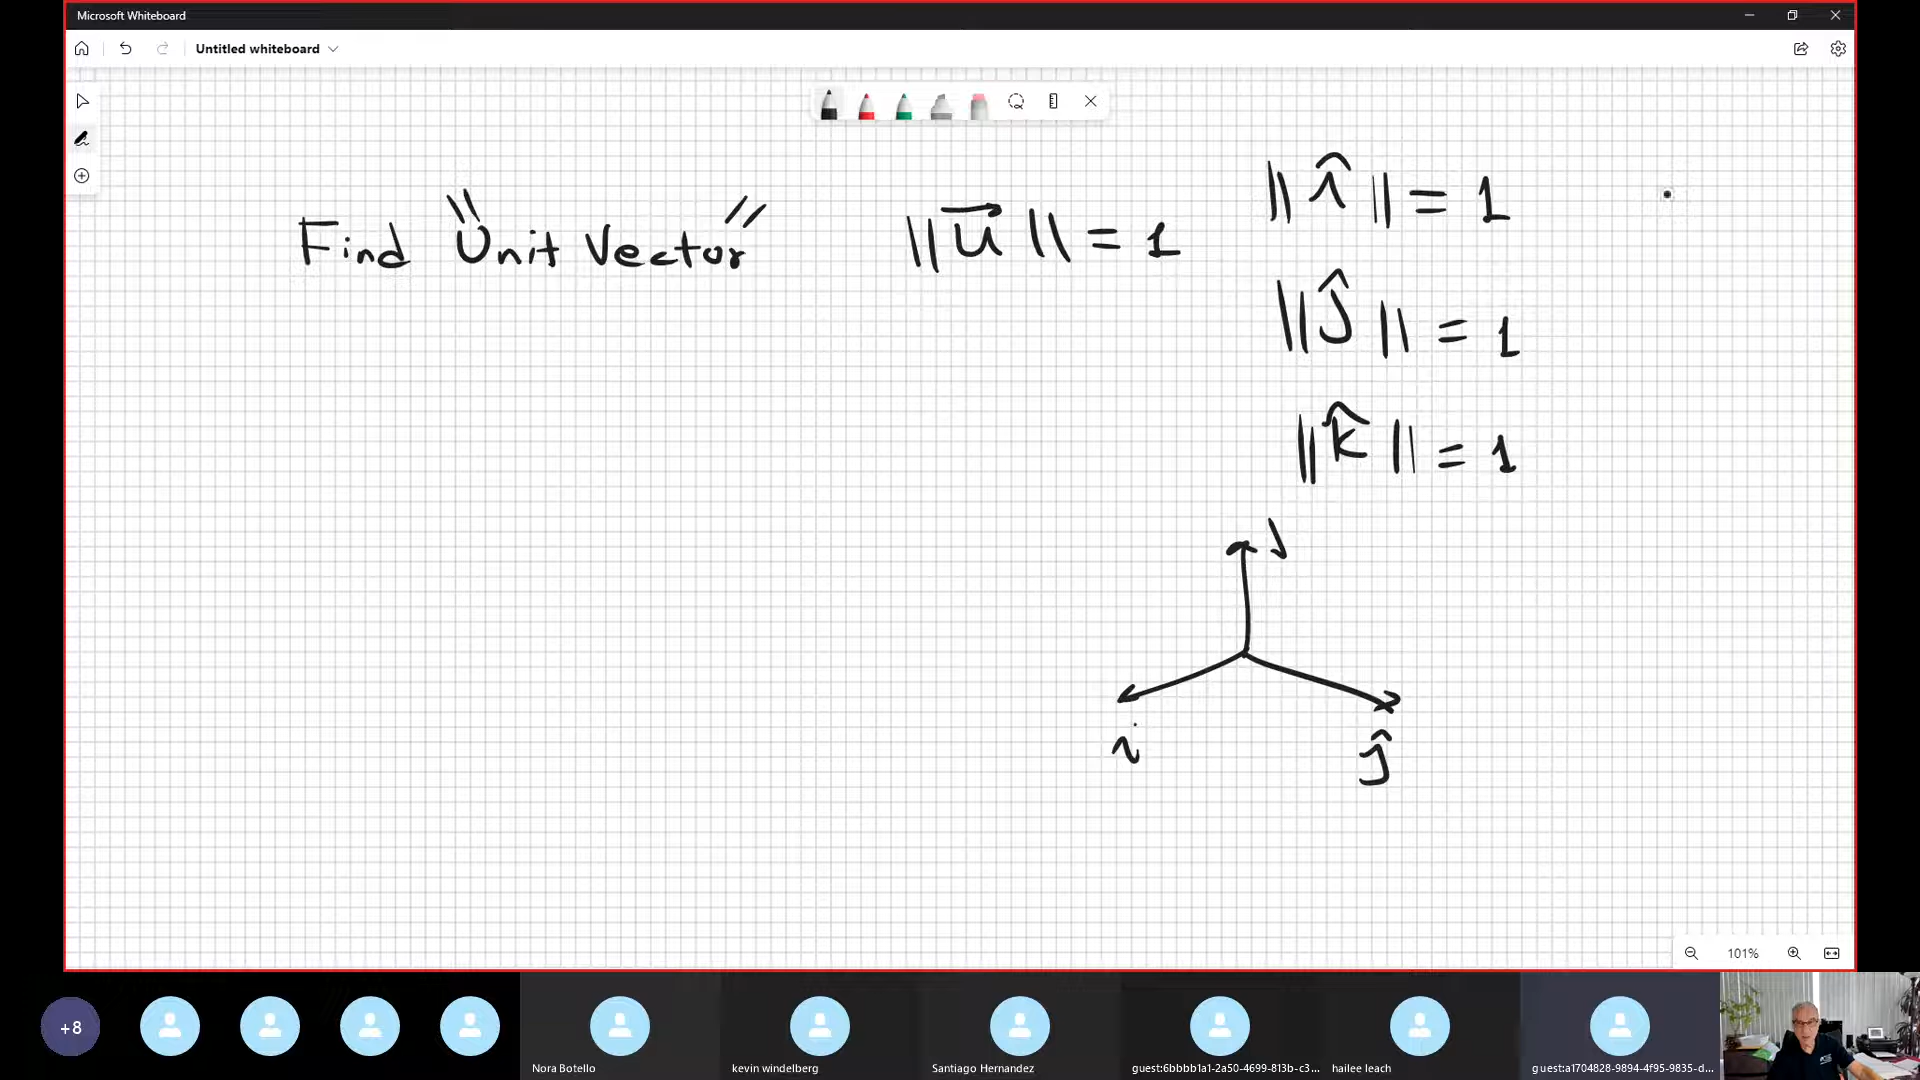 Microsoft Whiteboard
Untitled whiteboard
Find "Unit Vector" ||u⃗|| = 1
||î|| = 1
||ĵ|| = 1
||k̂|| = 1
i
ĵ
101%
+8
Nora Botello
kevin windelberg
Santiago Hernandez
guest:6bbbb1a1-2a50-4699-813b-c3...
hailee leach
guest:a1704828-9894-4f95-9835-d...